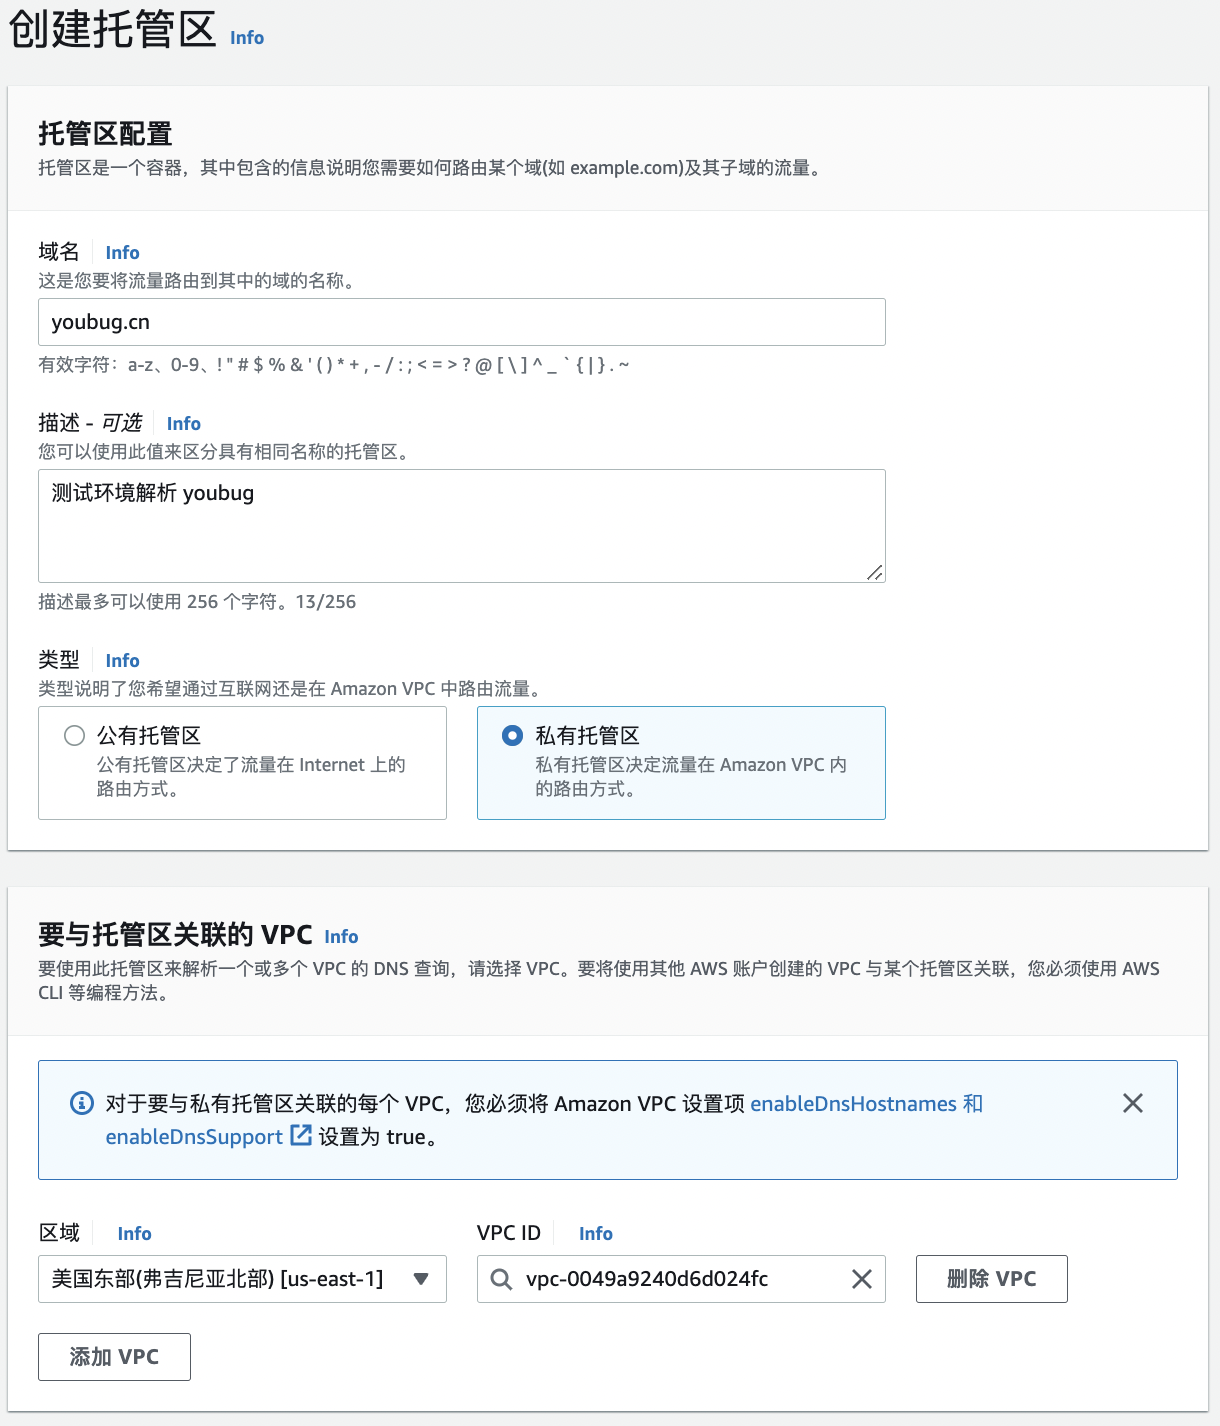 创建托管区 Info
托管区配置
托管区是一个容器，其中包含的信息说明您需要如何路由某个域(如 example.com)及其子域的流量。
域名 Info
这是您要将流量路由到其中的域的名称。
youbug.cn
有效字符：a-z、0-9、! " # $ % & ' ( ) * + , - / : ; < = > ? @ [ \ ] ^ _ ` { | } . ~
描述 - 可选 Info
您可以使用此值来区分具有相同名称的托管区。
测试环境解析 youbug
描述最多可以使用 256 个字符。13/256
类型 Info
类型说明了您希望通过互联网还是在 Amazon VPC 中路由流量。
公有托管区
公有托管区决定了流量在 Internet 上的
路由方式。
私有托管区
私有托管区决定流量在 Amazon VPC 内
的路由方式。
要与托管区关联的 VPC Info
要使用此托管区来解析一个或多个 VPC 的 DNS 查询，请选择 VPC。要将使用其他 AWS 账户创建的 VPC 与某个托管区关联，您必须使用 AWS
CLI 等编程方法。
对于要与私有托管区关联的每个 VPC，您必须将 Amazon VPC 设置项 enableDnsHostnames 和
enableDnsSupport 设置为 true。
区域 Info
VPC ID Info
美国东部(弗吉尼亚北部) [us-east-1]
vpc-0049a9240d6d024fc
删除 VPC
添加 VPC